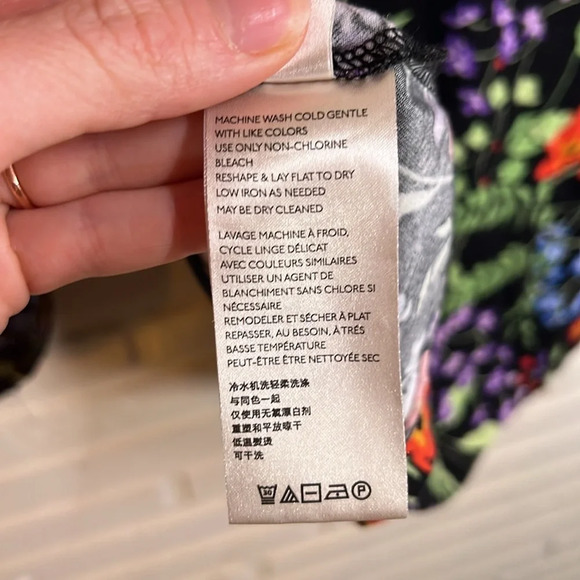 MACHINE WASH COLD GENTLE
WITH LIKE COLORS
USE ONLY NON-CHLORINE
BLEACH
RESHAPE & LAY FLAT TO DRY
LOW IRON AS NEEDED
MAY BE DRY CLEANED
LAVAGE MACHINE À FROID,
CYCLE LINGE DÉLICAT
AVEC COULEURS SIMILAIRES
UTILISER UN AGENT DE
BLANCHIMENT SANS CHLORE SI
NÉCESSAIRE
REMODELER ET SÉCHER À PLAT
REPASSER, AU BESOIN, À TRÉS
BASSE TEMPÉRATURE
PEUT-ÊTRE ÊTRE NETTOYÉE SEC
冷水机洗轻柔洗涤
与同色一起
仅使用无氯漂白剂
重塑和平放晾干
低温熨烫
可干洗
30 P